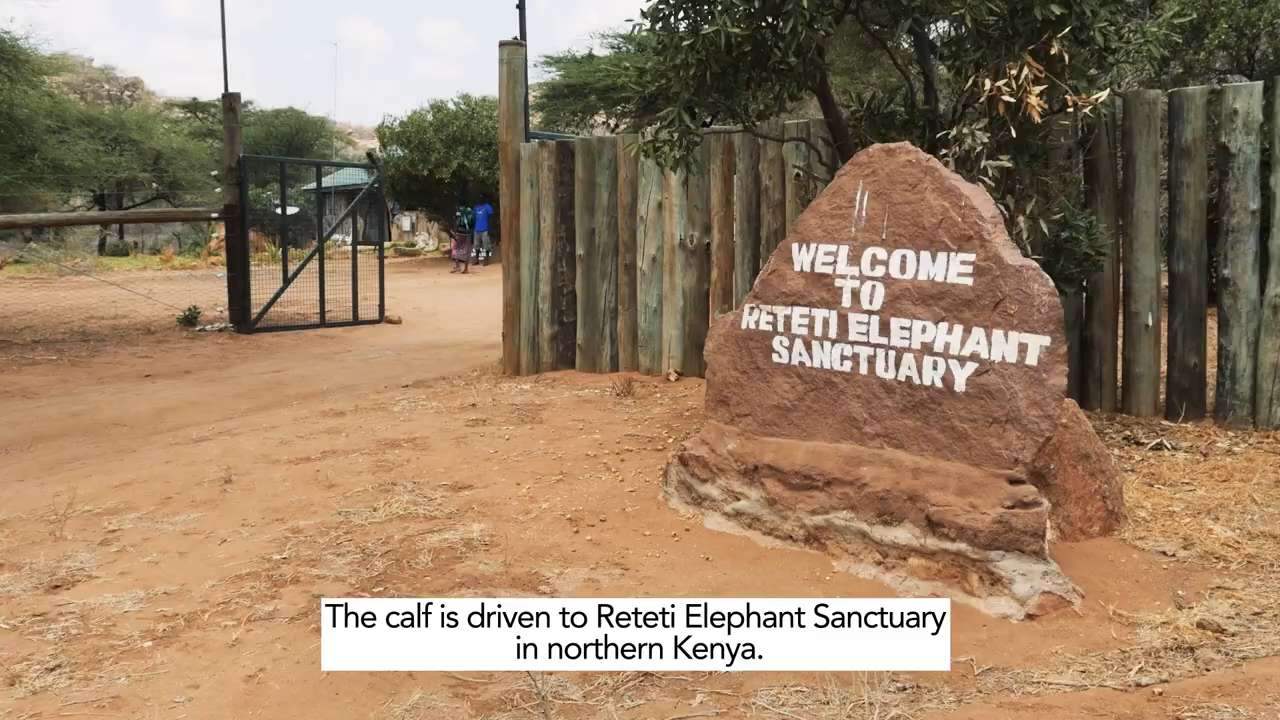 WELCOME
TO
RETETI ELEPHANT
SANCTUARY
The calf is driven to Reteti Elephant Sanctuary
in northern Kenya.